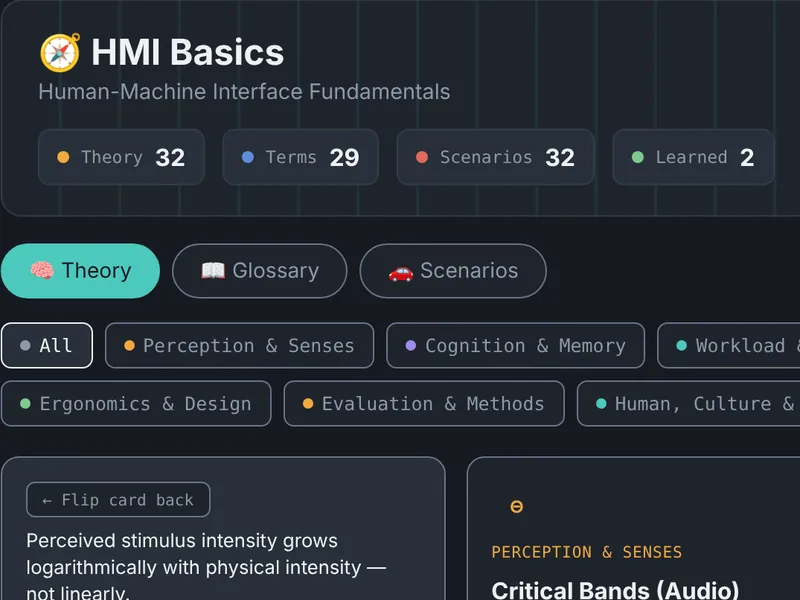 HMI Basics
Human-Machine Interface Fundamentals
Theory 32
Terms 29
Scenarios 32
Learned 2
Theory
Glossary
Scenarios
All
Perception & Senses
Cognition & Memory
Workload &
Ergonomics & Design
Evaluation & Methods
Human, Culture &
← Flip card back
Perceived stimulus intensity grows
logarithmically with physical intensity —
not linearly.
PERCEPTION & SENSES
Critical Bands (Audio)